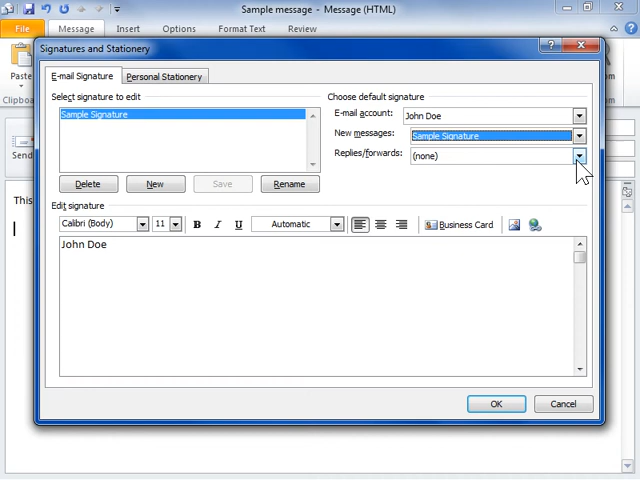 Sample message - Message (HTML)
File Message Insert Options Format Text Review
Paste
Clipboa
Signatures and Stationery
E-mail Signature Personal Stationery
Select signature to edit
Sample Signature
Delete New Save Rename
Choose default signature
E-mail account: John Doe
New messages: Sample Signature
Replies/forwards: (none)
Edit signature
Calibri (Body) 11 B I U Automatic Business Card
John Doe
OK Cancel
Send
This